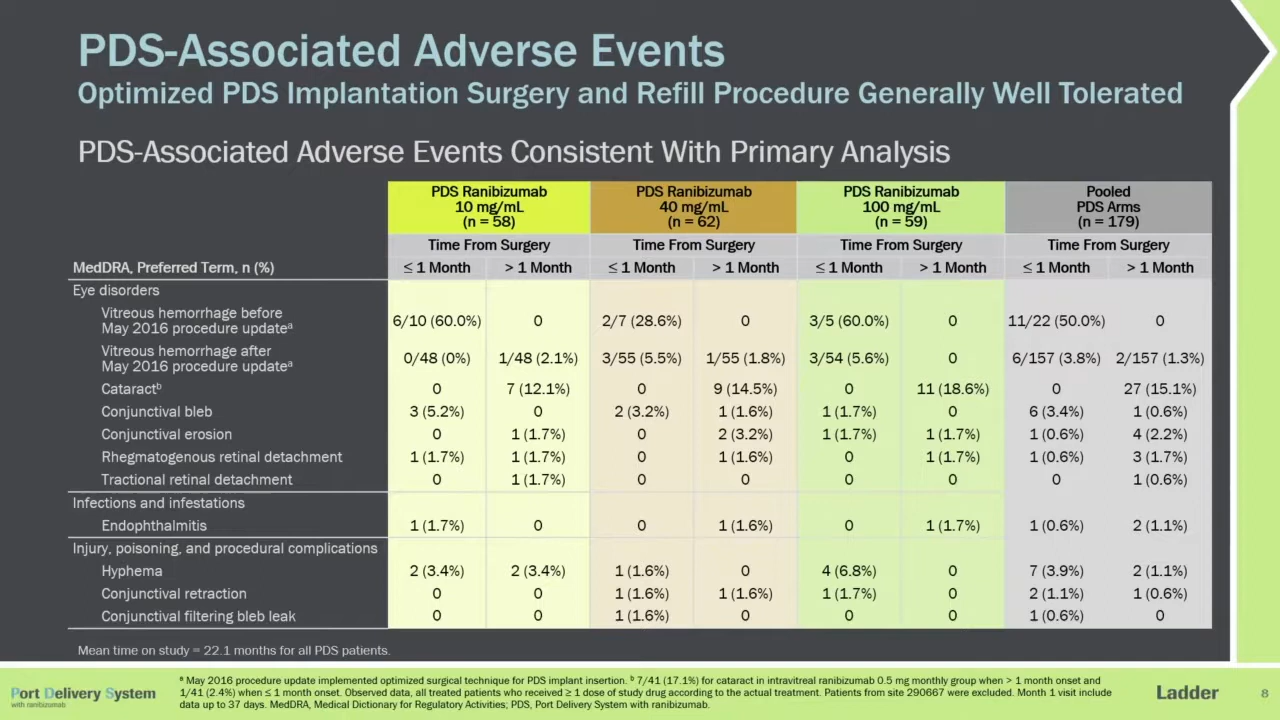 PDS-Associated Adverse Events
Optimized PDS Implantation Surgery and Refill Procedure Generally Well Tolerated
PDS-Associated Adverse Events Consistent With Primary Analysis
PDS Ranibizumab 10 mg/mL (n = 58) PDS Ranibizumab 40 mg/mL (n = 62) PDS Ranibizumab 100 mg/mL (n = 59) Pooled PDS Arms (n = 179)
Time From Surgery Time From Surgery Time From Surgery Time From Surgery
MedDRA, Preferred Term, n (%) ≤ 1 Month > 1 Month ≤ 1 Month > 1 Month ≤ 1 Month > 1 Month ≤ 1 Month > 1 Month
Eye disorders
Vitreous hemorrhage before May 2016 procedure updateᵃ 6/10 (60.0%) 0 2/7 (28.6%) 0 3/5 (60.0%) 0 11/22 (50.0%) 0
Vitreous hemorrhage after May 2016 procedure updateᵃ 0/48 (0%) 1/48 (2.1%) 3/55 (5.5%) 1/55 (1.8%) 3/54 (5.6%) 0 6/157 (3.8%) 2/157 (1.3%)
Cataractᵇ 0 7 (12.1%) 0 9 (14.5%) 0 11 (18.6%) 0 27 (15.1%)
Conjunctival bleb 3 (5.2%) 0 2 (3.2%) 1 (1.6%) 1 (1.7%) 0 6 (3.4%) 1 (0.6%)
Conjunctival erosion 0 1 (1.7%) 0 2 (3.2%) 1 (1.7%) 1 (1.7%) 1 (0.6%) 4 (2.2%)
Rhegmatogenous retinal detachment 1 (1.7%) 1 (1.7%) 0 1 (1.6%) 0 1 (1.7%) 1 (0.6%) 3 (1.7%)
Tractional retinal detachment 0 1 (1.7%) 0 0 0 0 0 1 (0.6%)
Infections and infestations
Endophthalmitis 1 (1.7%) 0 0 1 (1.6%) 0 1 (1.7%) 1 (0.6%) 2 (1.1%)
Injury, poisoning, and procedural complications
Hyphema 2 (3.4%) 2 (3.4%) 1 (1.6%) 0 4 (6.8%) 0 7 (3.9%) 2 (1.1%)
Conjunctival retraction 0 0 1 (1.6%) 1 (1.6%) 1 (1.7%) 0 2 (1.1%) 1 (0.6%)
Conjunctival filtering bleb leak 0 0 1 (1.6%) 0 0 0 1 (0.6%) 0
Mean time on study = 22.1 months for all PDS patients.
Port Delivery System
with ranibizumab
ᵃ May 2016 procedure update implemented optimized surgical technique for PDS implant insertion. ᵇ 7/41 (17.1%) for cataract in intravitreal ranibizumab 0.5 mg monthly group when > 1 month onset and
1/41 (2.4%) when ≤ 1 month onset. Observed data, all treated patients who received ≥ 1 dose of study drug according to the actual treatment. Patients from site 290667 were excluded. Month 1 visit include
data up to 37 days. MedDRA, Medical Dictionary for Regulatory Activities; PDS, Port Delivery System with ranibizumab.
Ladder
8